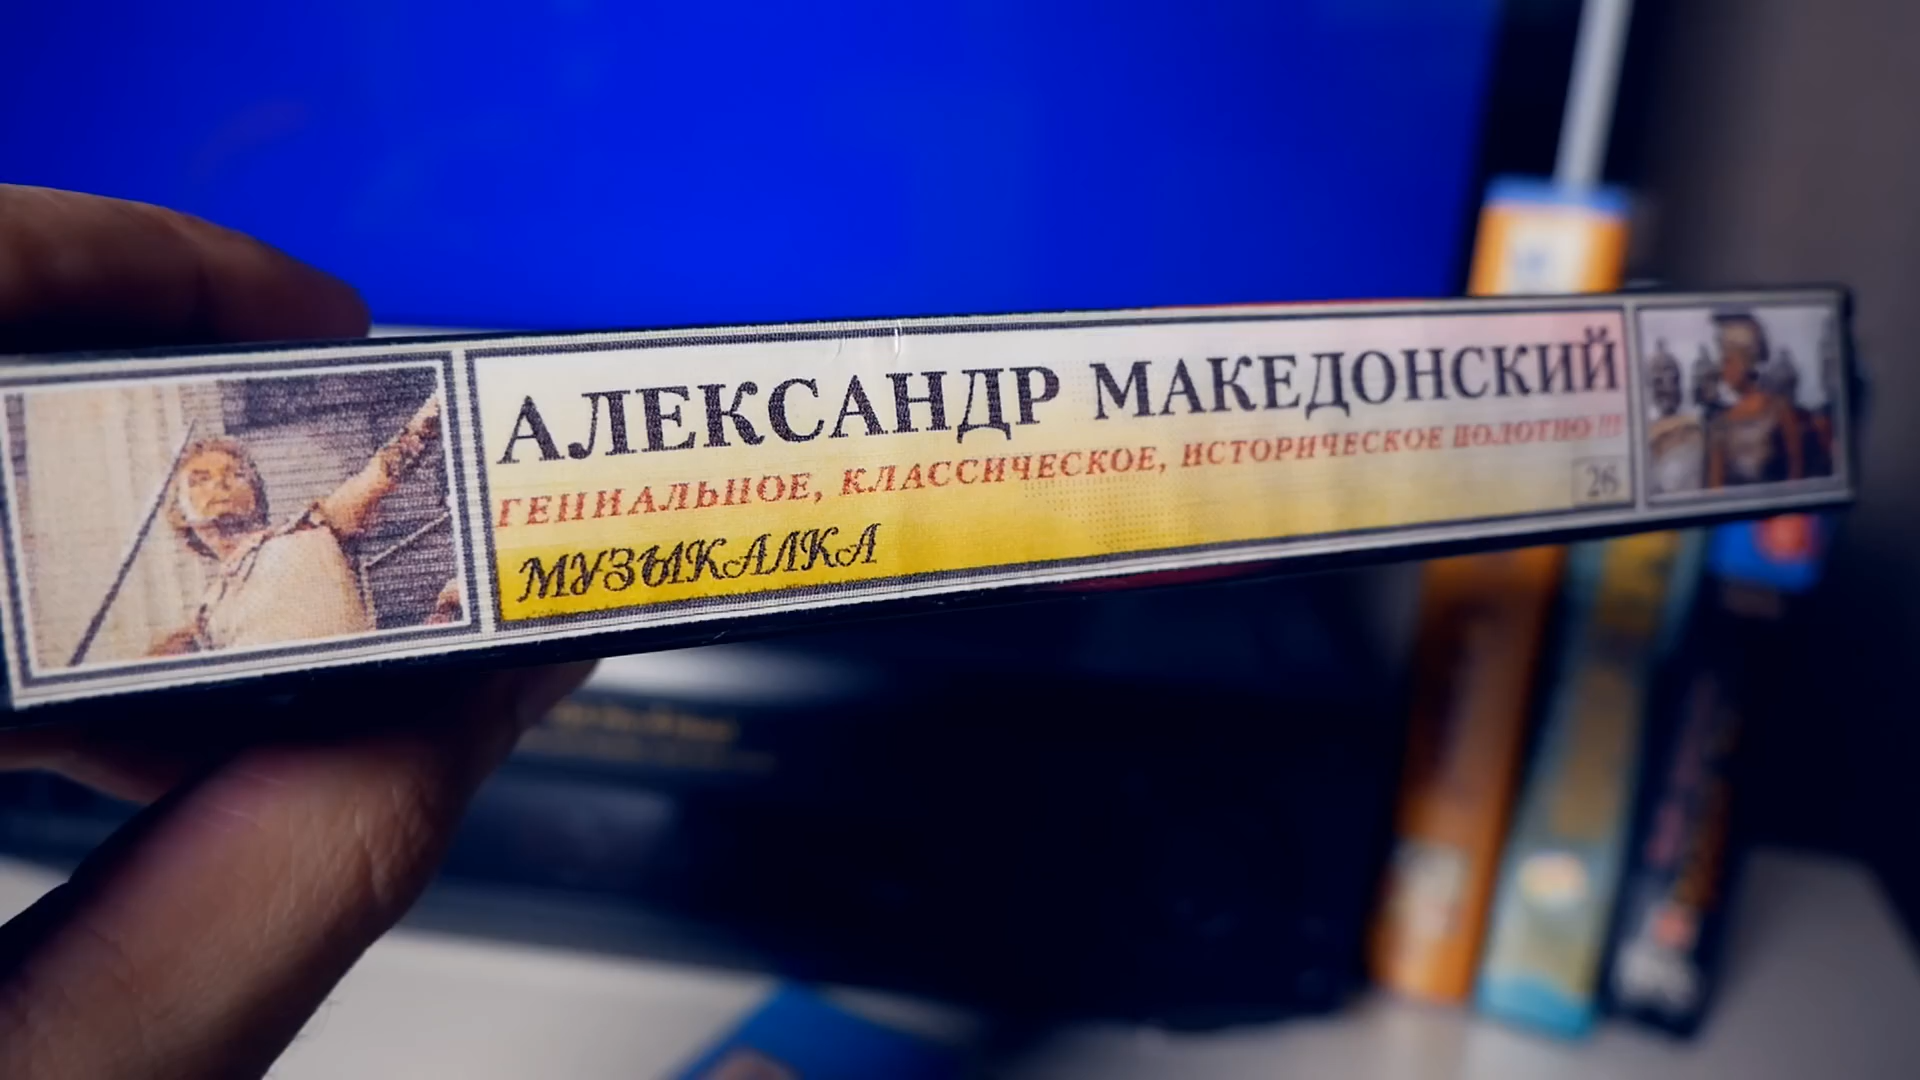 АЛЕКСАНДР МАКЕДОНСКИЙ
ГЕНИАЛЬНОЕ, КЛАССИЧЕСКОЕ, ИСТОРИЧЕСКОЕ ПОЛОТНО !!!
26
МУЗЫКАЛКА